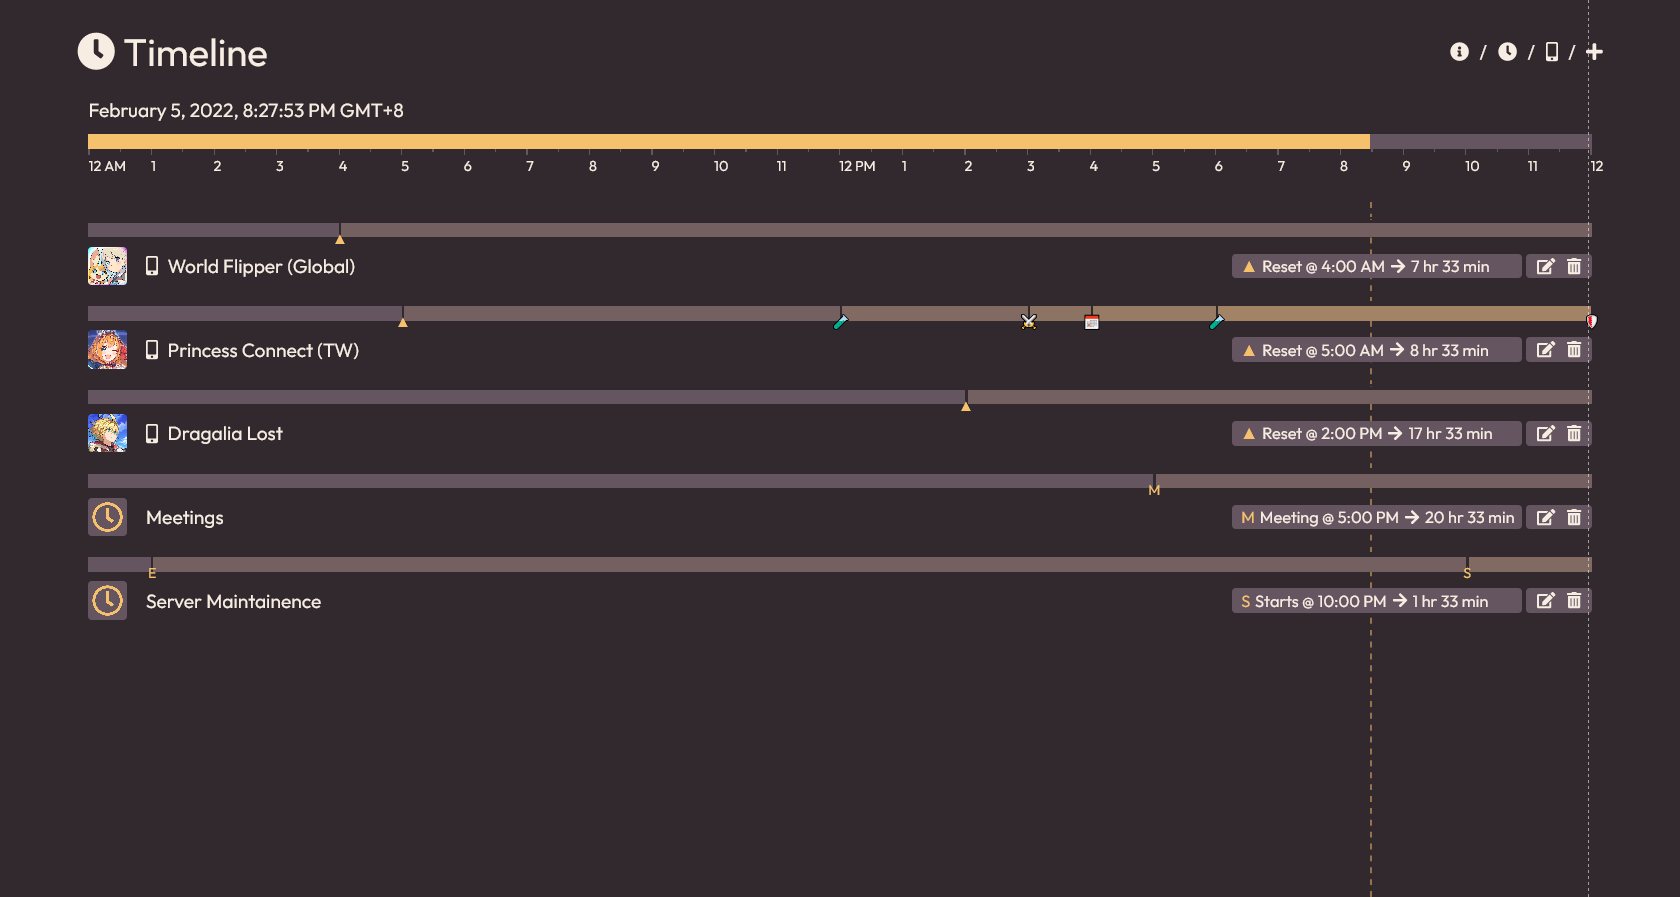 Timeline
/ / /
February 5, 2022, 8:27:53 PM GMT+8
12 AM 1 2 3 4 5 6 7 8 9 10 11 12 PM 1 2 3 4 5 6 7 8 9 10 11 12
World Flipper (Global)
Reset @ 4:00 AM → 7 hr 33 min
Princess Connect (TW)
Reset @ 5:00 AM → 8 hr 33 min
Dragalia Lost
Reset @ 2:00 PM → 17 hr 33 min
M
Meetings
M Meeting @ 5:00 PM → 20 hr 33 min
E S
Server Maintainence
S Starts @ 10:00 PM → 1 hr 33 min